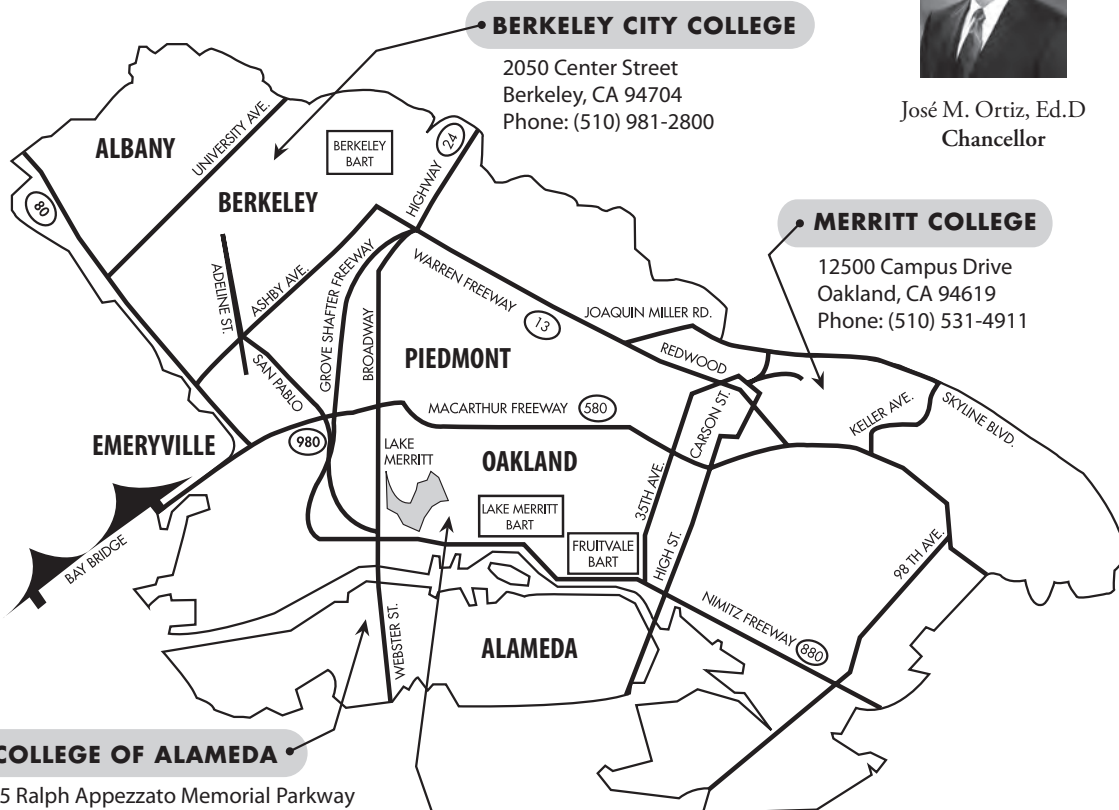 BERKELEY CITY COLLEGE
2050 Center Street
Berkeley, CA 94704
Phone: (510) 981-2800
José M. Ortiz, Ed.D
Chancellor
ALBANY
UNIVERSITY AVE.
BERKELEY
BART
HIGHWAY
24
80
BERKELEY
MERRITT COLLEGE
12500 Campus Drive
Oakland, CA 94619
Phone: (510) 531-4911
ADELINE ST.
ASHBY AVE.
GROVE SHAFTER FREEWAY
BROADWAY
WARREN FREEWAY
13
JOAQUIN MILLER RD.
REDWOOD
SAN PABLO
PIEDMONT
MACARTHUR FREEWAY
580
CARSON ST.
KELLER AVE.
SKYLINE BLVD.
EMERYVILLE
980
LAKE
MERRITT
OAKLAND
LAKE MERRITT
BART
35TH AVE.
FRUITVALE
BART
HIGH ST.
98 TH AVE.
BAY BRIDGE
WEBSTER ST.
ALAMEDA
NIMITZ FREEWAY
880
COLLEGE OF ALAMEDA
Ralph Appezzato Memorial Parkway